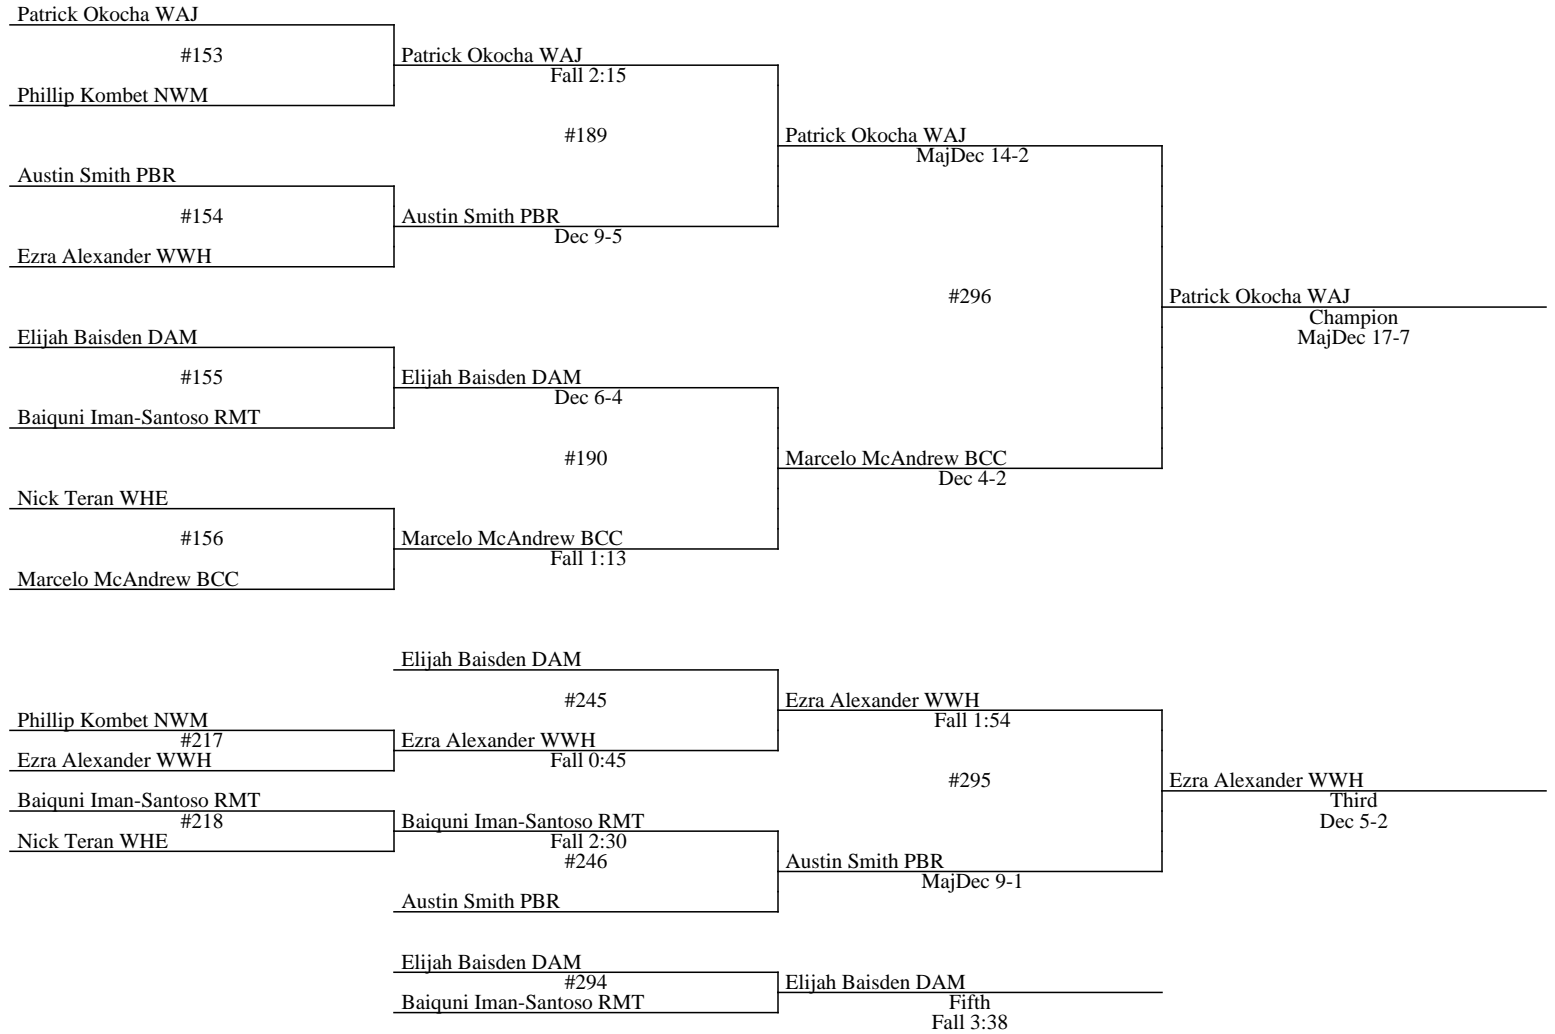 Patrick Okocha WAJ
#153
Phillip Kombet NWM
Patrick Okocha WAJ
Fall 2:15
#189
Austin Smith PBR
#154
Ezra Alexander WWH
Austin Smith PBR
Dec 9-5
Patrick Okocha WAJ
MajDec 14-2
#296
Elijah Baisden DAM
#155
Baiquni Iman-Santoso RMT
Elijah Baisden DAM
Dec 6-4
#190
Nick Teran WHE
#156
Marcelo McAndrew BCC
Marcelo McAndrew BCC
Fall 1:13
Marcelo McAndrew BCC
Dec 4-2
Patrick Okocha WAJ
Champion
MajDec 17-7
Elijah Baisden DAM
#245
Phillip Kombet NWM
#217
Ezra Alexander WWH
Ezra Alexander WWH
Fall 0:45
Ezra Alexander WWH
Fall 1:54
#295
Baiquni Iman-Santoso RMT
#218
Nick Teran WHE
Baiquni Iman-Santoso RMT
Fall 2:30
#246
Austin Smith PBR
Austin Smith PBR
MajDec 9-1
Ezra Alexander WWH
Third
Dec 5-2
Elijah Baisden DAM
#294
Baiquni Iman-Santoso RMT
Elijah Baisden DAM
Fifth
Fall 3:38